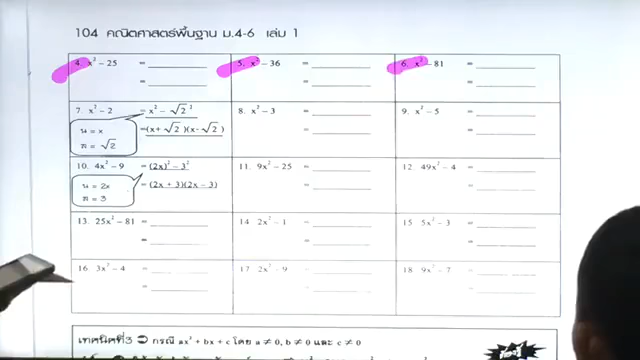 104 คณิตศาสตร์พื้นฐาน ม.4-6 เล่ม 1
4. x² − 25 =
=
5. x² − 36 =
=
6. x² − 81 =
=
7. x² − 2 = x² − √2²
= (x + √2)(x − √2)
น = x
ล = √2
8. x² − 3 =
=
9. x² − 5 =
=
10. 4x² − 9 = (2x)² − 3²
= (2x + 3)(2x − 3)
น = 2x
ล = 3
11. 9x² − 25 =
=
12 49x² − 4 =
=
13. 25x² − 81 =
=
14 2x² − 1 =
=
15 5x² − 3 =
=
16 3x² − 4 =
=
17 2x² − 9 =
=
18 9x² − 7 =
=
เทคนิคที่3 ⊃ กรณี ax² + bx + c โดย a ≠ 0, b ≠ 0 และ c ≠ 0